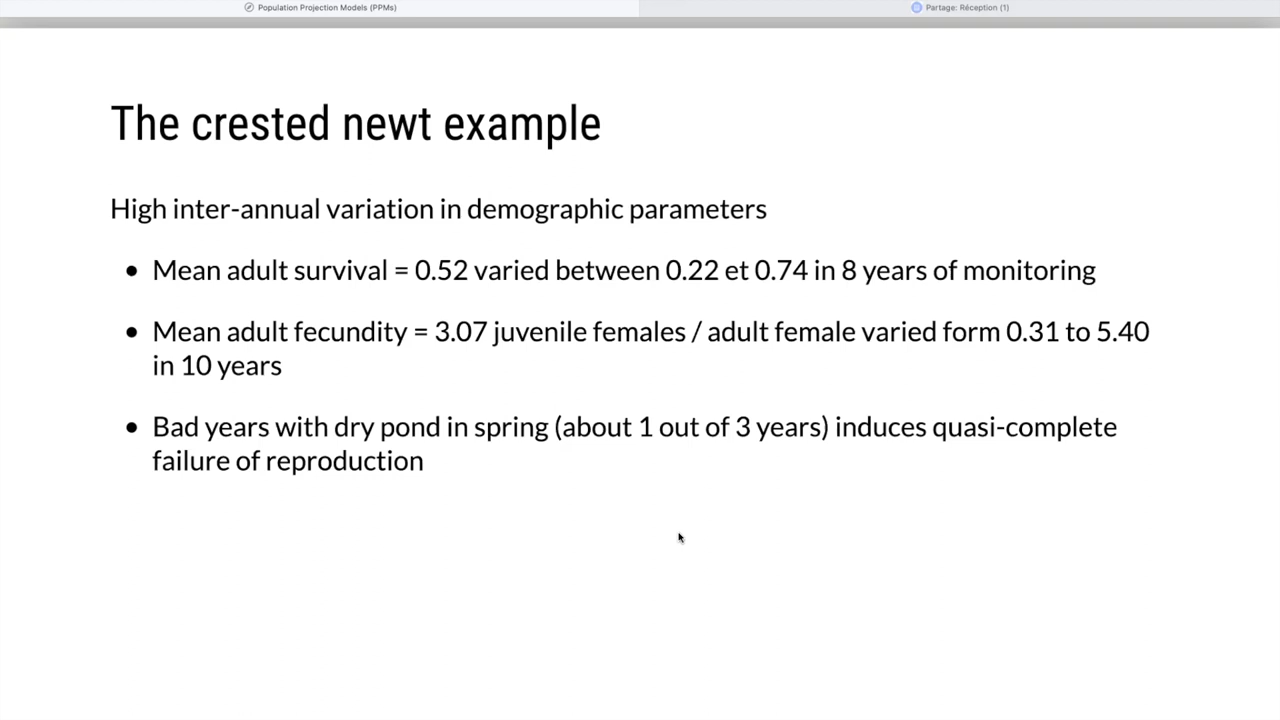 Population Projection Models (PPMs)
Partage: Réception (1)
The crested newt example
High inter-annual variation in demographic parameters
• Mean adult survival = 0.52 varied between 0.22 et 0.74 in 8 years of monitoring
• Mean adult fecundity = 3.07 juvenile females / adult female varied form 0.31 to 5.40
in 10 years
• Bad years with dry pond in spring (about 1 out of 3 years) induces quasi-complete
failure of reproduction